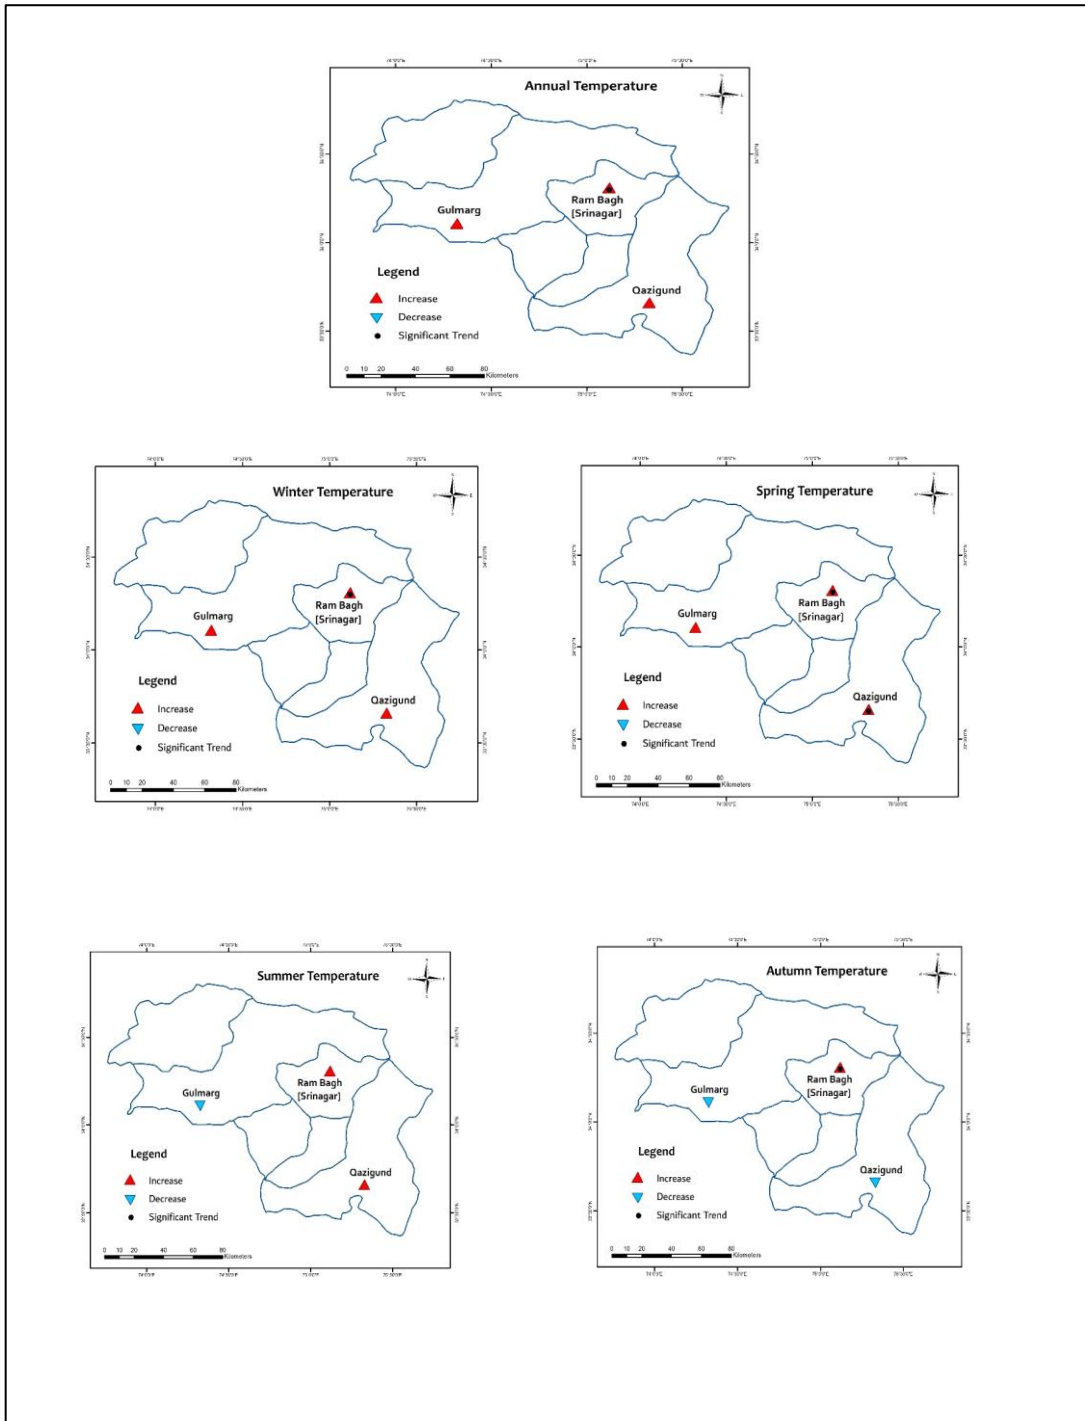 Annual Temperature
Gulmarg
Ram Bagh
[Srinagar]
Qazigund
Legend
Increase
Decrease
Significant Trend
0 10 20 40 60 80
Kilometers
Winter Temperature
Gulmarg
Ram Bagh
[Srinagar]
Qazigund
Legend
Increase
Decrease
Significant Trend
0 10 20 40 60 80
Kilometers
Spring Temperature
Gulmarg
Ram Bagh
[Srinagar]
Qazigund
Legend
Increase
Decrease
Significant Trend
0 10 20 40 60 80
Kilometers
Summer Temperature
Gulmarg
Ram Bagh
[Srinagar]
Qazigund
Legend
Increase
Decrease
Significant Trend
0 10 20 40 60 80
Kilometers
Autumn Temperature
Gulmarg
Ram Bagh
[Srinagar]
Qazigund
Legend
Increase
Decrease
Significant Trend
0 10 20 40 60 80
Kilometers